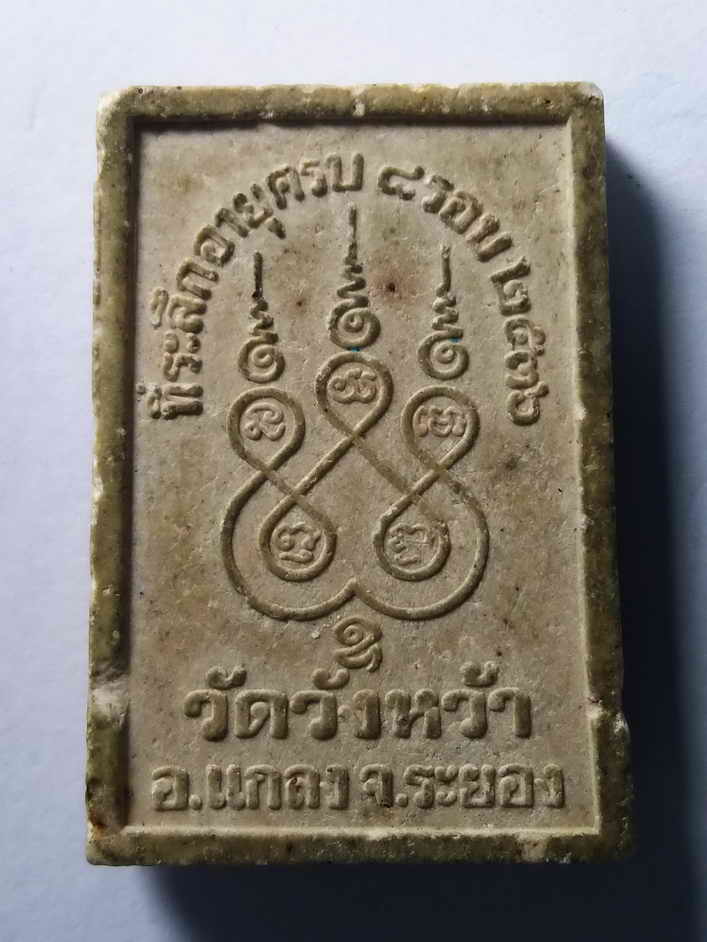 ที่ระลึกอายุครบ ๘ รอบ ๒๕๓๖
วัดวังหว้า
อ.แกลง จ.ระยอง